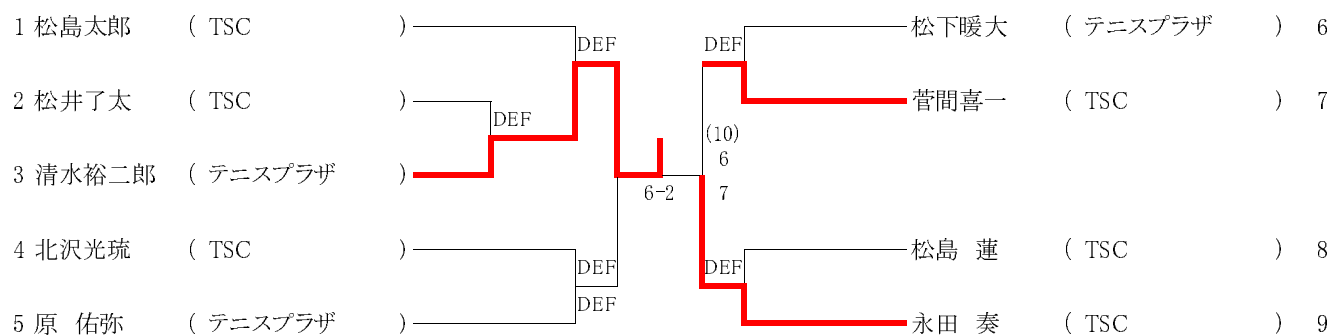 1 松島太郎 ( TSC ) DEF DEF 松下暖大 ( テニスプラザ ) 6
2 松井了太 ( TSC ) DEF 菅間喜一 ( TSC ) 7
(10)
6
3 清水裕二郎 ( テニスプラザ ) 6-2 7
4 北沢光琉 ( TSC ) DEF DEF 松島 蓮 ( TSC ) 8
DEF
5 原 佑弥 ( テニスプラザ ) 永田 奏 ( TSC ) 9